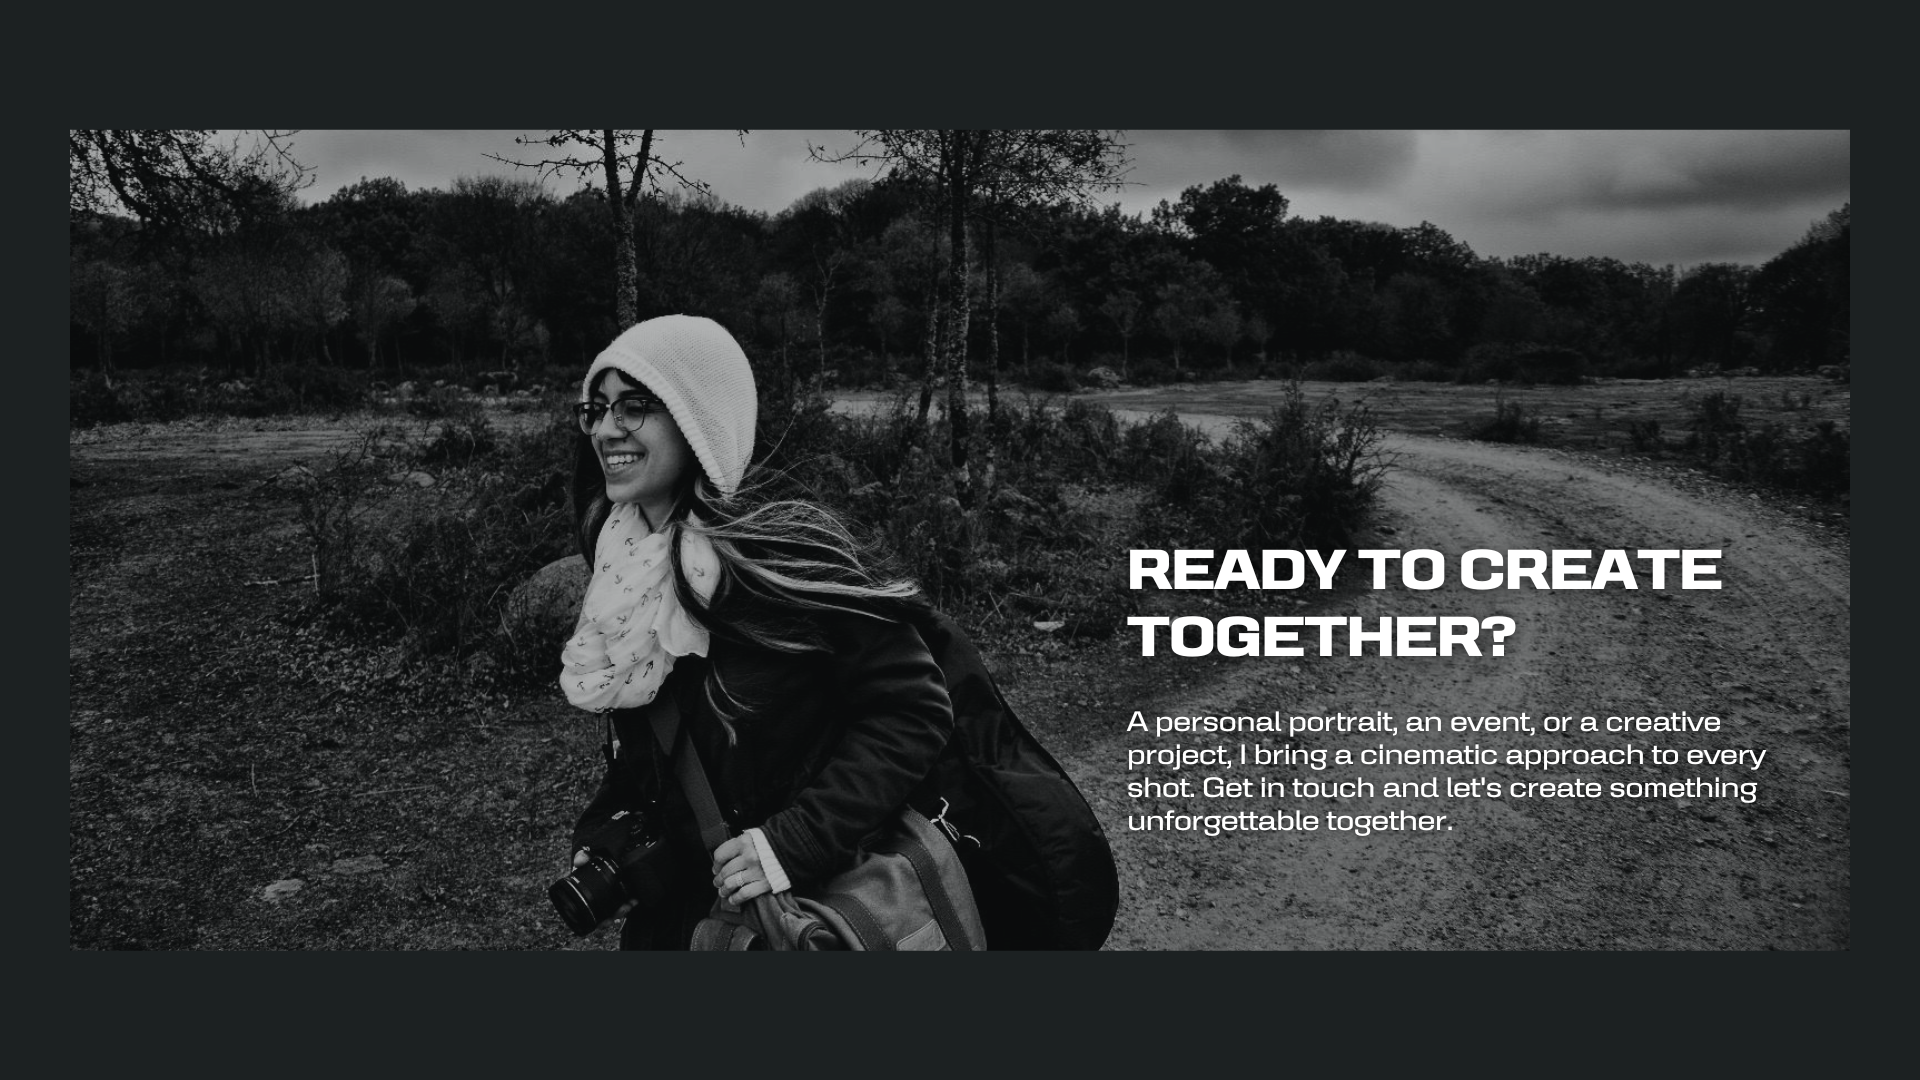 READY TO CREATE
TOGETHER?
A personal portrait, an event, or a creative
project, I bring a cinematic approach to every
shot. Get in touch and let's create something
unforgettable together.